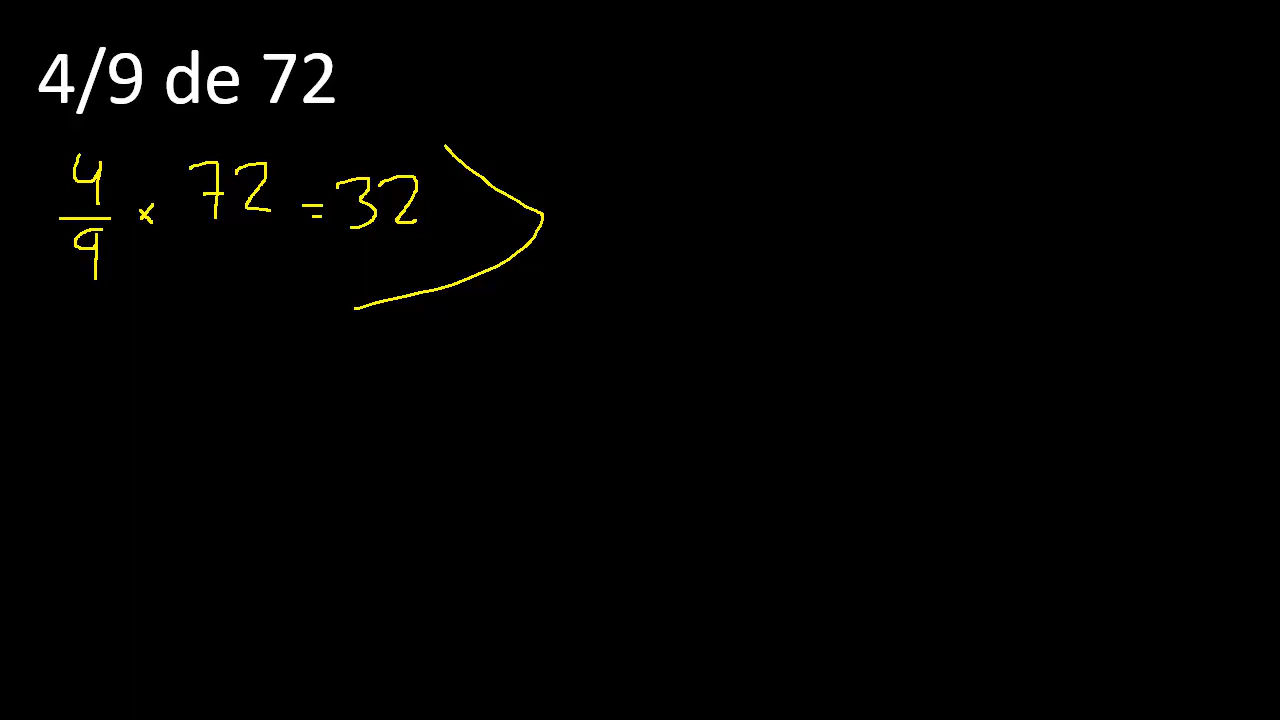 4/9 de 72
4/9 × 72 = 32